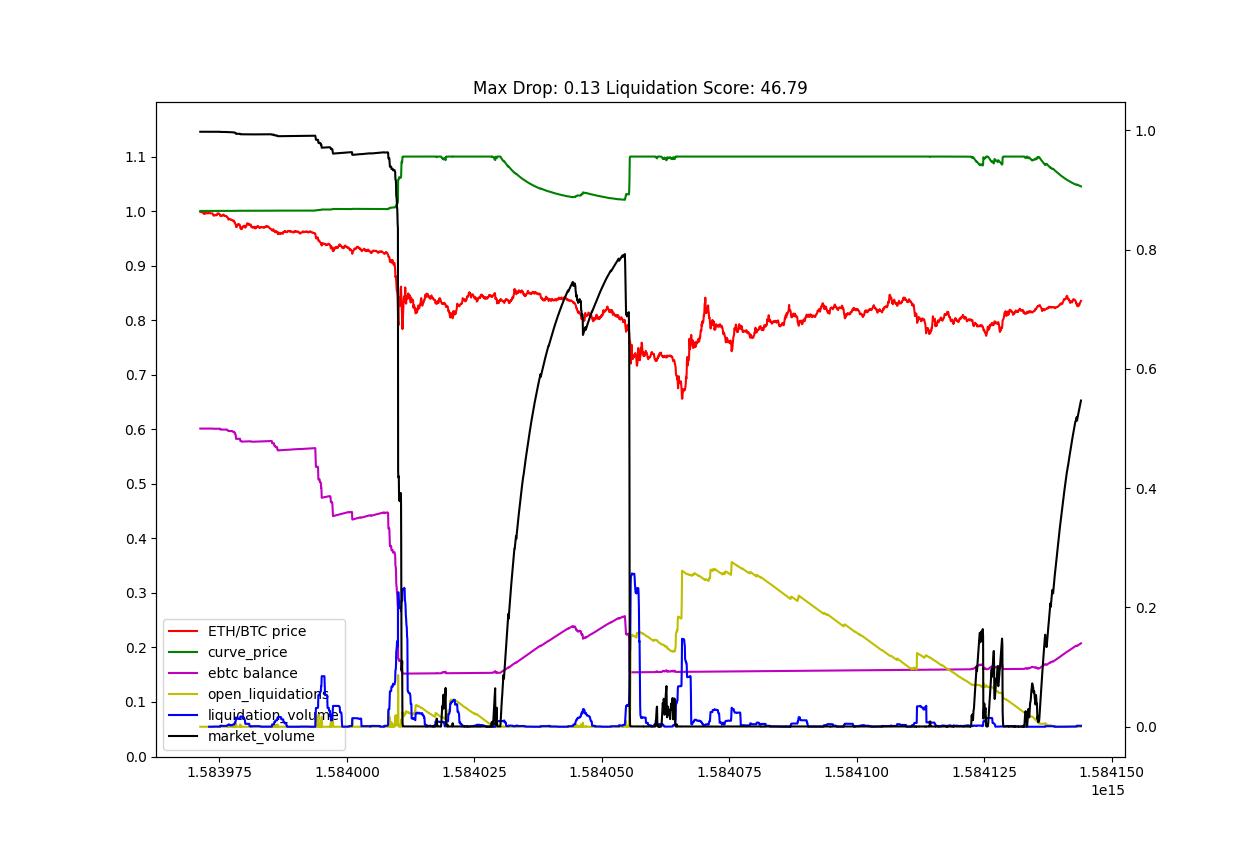 Max Drop: 0.13 Liquidation Score: 46.79
1.1
1.0
0.9
0.8
0.7
0.6
0.5
0.4
0.3
0.2
0.1
0.0
1.0
0.8
0.6
0.4
0.2
0.0
ETH/BTC price
curve_price
ebtc balance
open_liquidations
liquidation_volume
market_volume
1.583975 1.584000 1.584025 1.584050 1.584075 1.584100 1.584125 1.584150
1e15